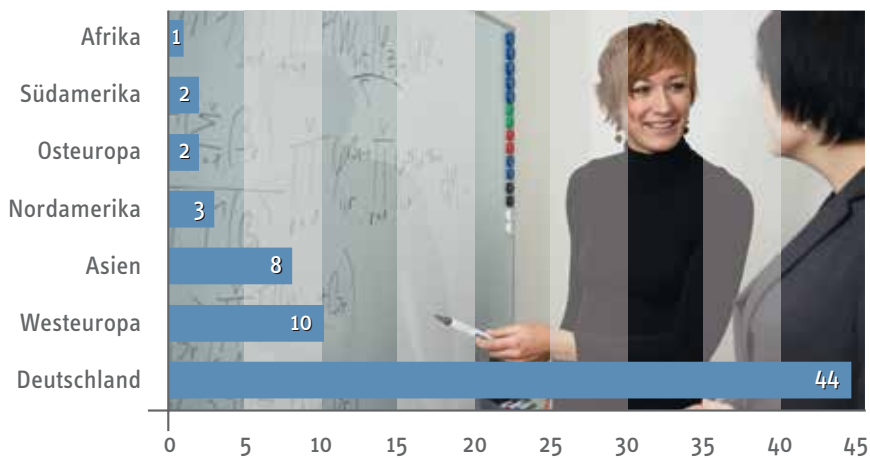 Afrika 1
Südamerika 2
Osteuropa 2
Nordamerika 3
Asien 8
Westeuropa 10
Deutschland 44
0 5 10 15 20 25 30 35 40 45